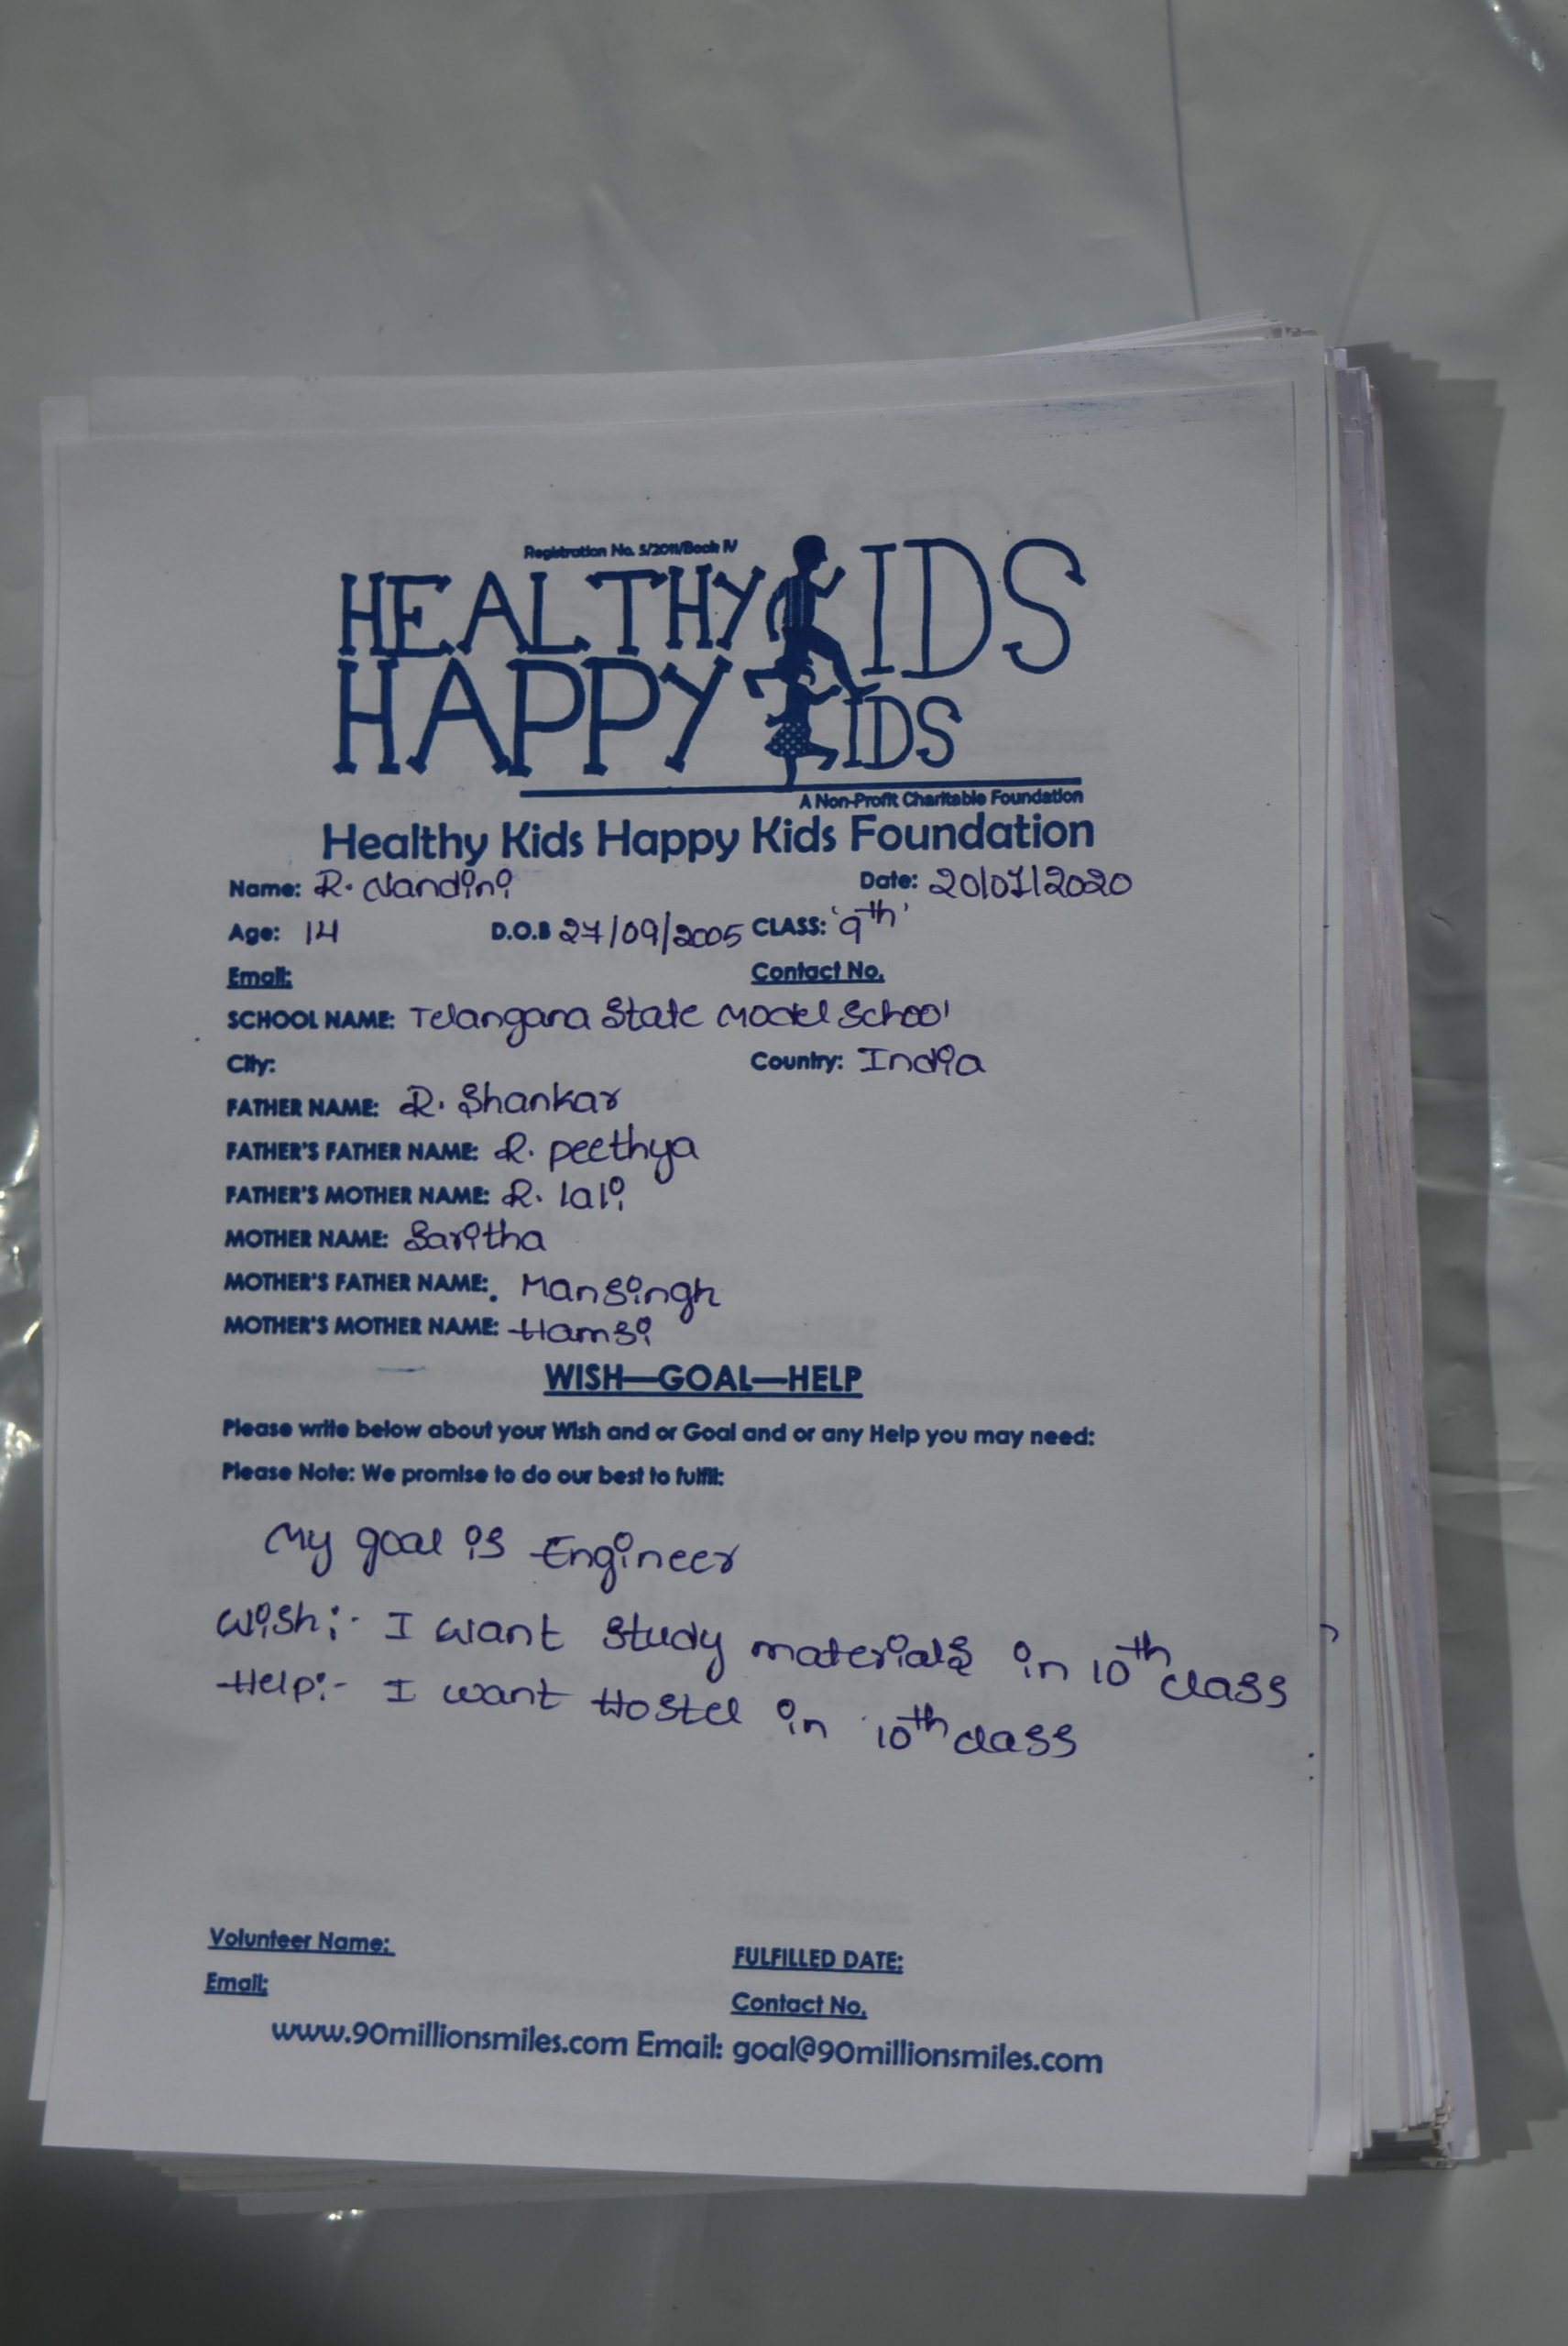 Registration No. 5/2011/Book IV
HEALTHY KIDS
HAPPY KIDS
A Non-Profit Charitable Foundation
Healthy Kids Happy Kids Foundation
Name: R. Nandini Date: 20/01/2020
Age: 14 D.O.B 27/09/2005 CLASS: '9th'
Email: Contact No.
SCHOOL NAME: Telangana State Model School
City: Country: India
FATHER NAME: R. Shankar
FATHER'S FATHER NAME: R. peethya
FATHER'S MOTHER NAME: R. lali
MOTHER NAME: Saritha
MOTHER'S FATHER NAME: Mansingh
MOTHER'S MOTHER NAME: Hamsi
WISH—GOAL—HELP
Please write below about your Wish and or Goal and or any Help you may need:
Please Note: We promise to do our best to fulfil:
My goal is Engineer
Wish:- I want study materials in 10th class
Help:- I want Hostel in 10th class
Volunteer Name: FULFILLED DATE:
Email: Contact No.
www.90millionsmiles.com Email: goal@90millionsmiles.com